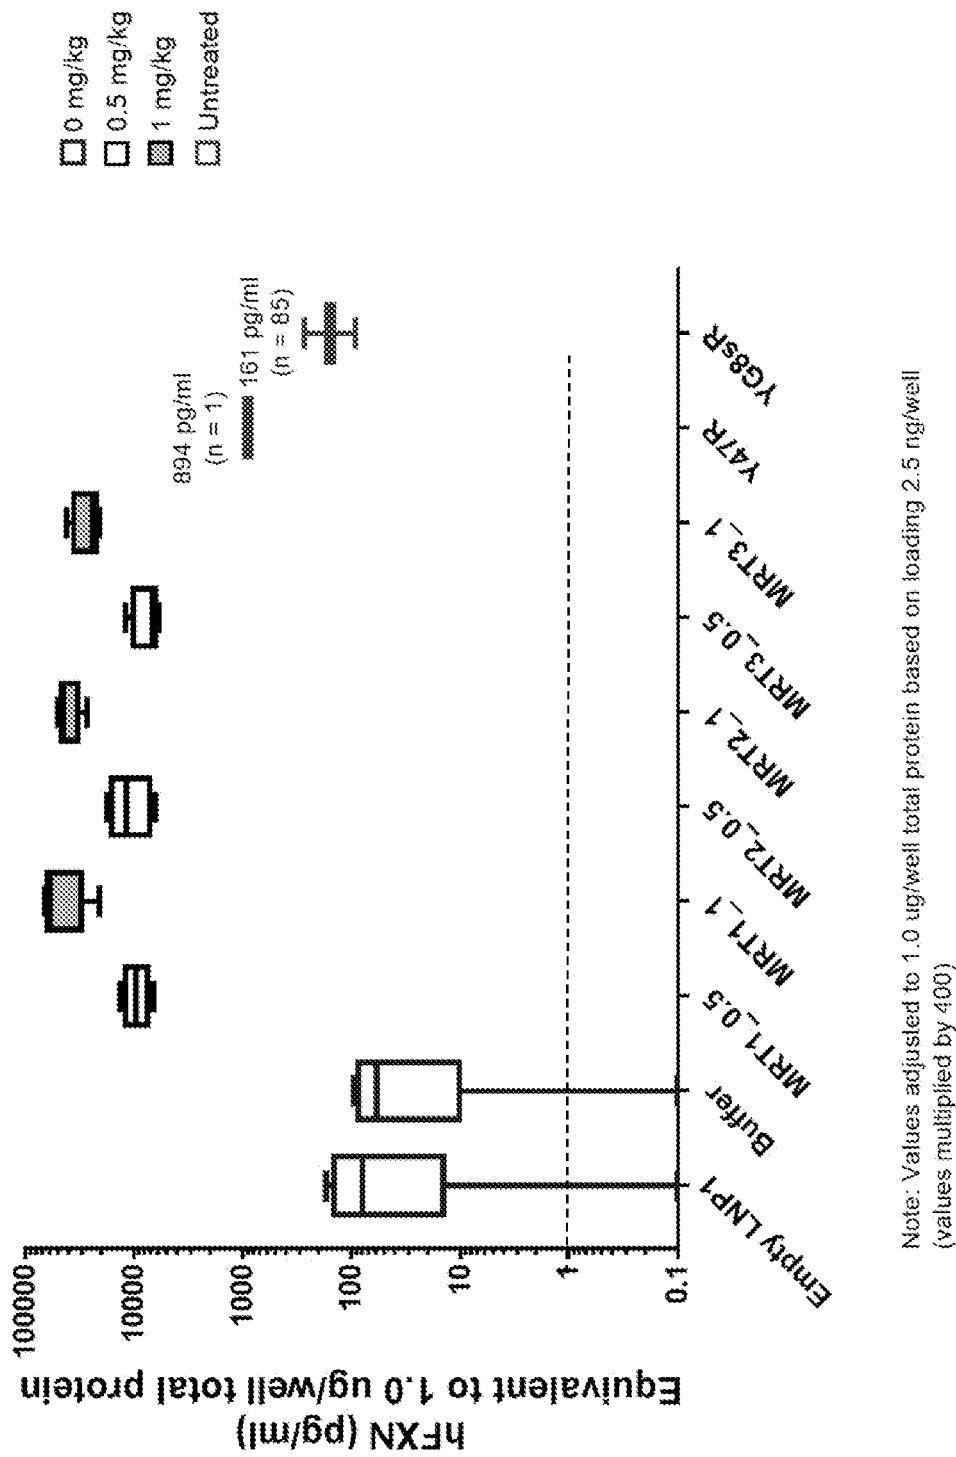 0 mg/kg
0.5 mg/kg
1 mg/kg
Untreated
894 pg/ml
(n = 1)
161 pg/ml
(n = 85)
hFXN (pg/ml)
Equivalent to 1.0 ug/well total protein
100000
10000
1000
100
10
1
0.1
Empty LNP1
Buffer
MRT1_0.5
MRT1_1
MRT2_0.5
MRT2_1
MRT3_0.5
MRT3_1
Y47R
YG8sR
Note: Values adjusted to 1.0 ug/well total protein based on loading 2.5 ng/well
(values multiplied by 400)